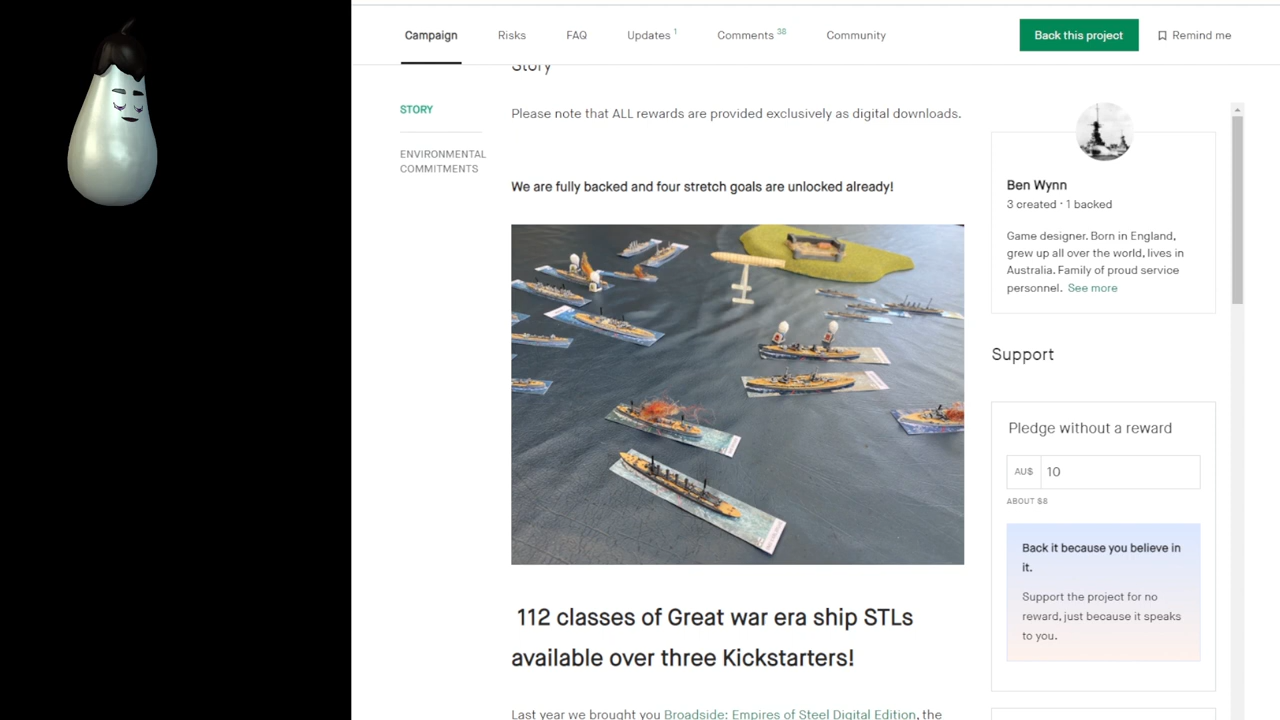 Campaign
Risks
FAQ
Updates 1
Comments 38
Community
Back this project
Remind me
Story
STORY
ENVIRONMENTAL
COMMITMENTS
Please note that ALL rewards are provided exclusively as digital downloads.
We are fully backed and four stretch goals are unlocked already!
112 classes of Great war era ship STLs
available over three Kickstarters!
Last year we brought you Broadside: Empires of Steel Digital Edition, the
Ben Wynn
3 created · 1 backed
Game designer. Born in England,
grew up all over the world, lives in
Australia. Family of proud service
personnel. See more
Support
Pledge without a reward
AU$ 10
ABOUT $8
Back it because you believe in
it.
Support the project for no
reward, just because it speaks
to you.